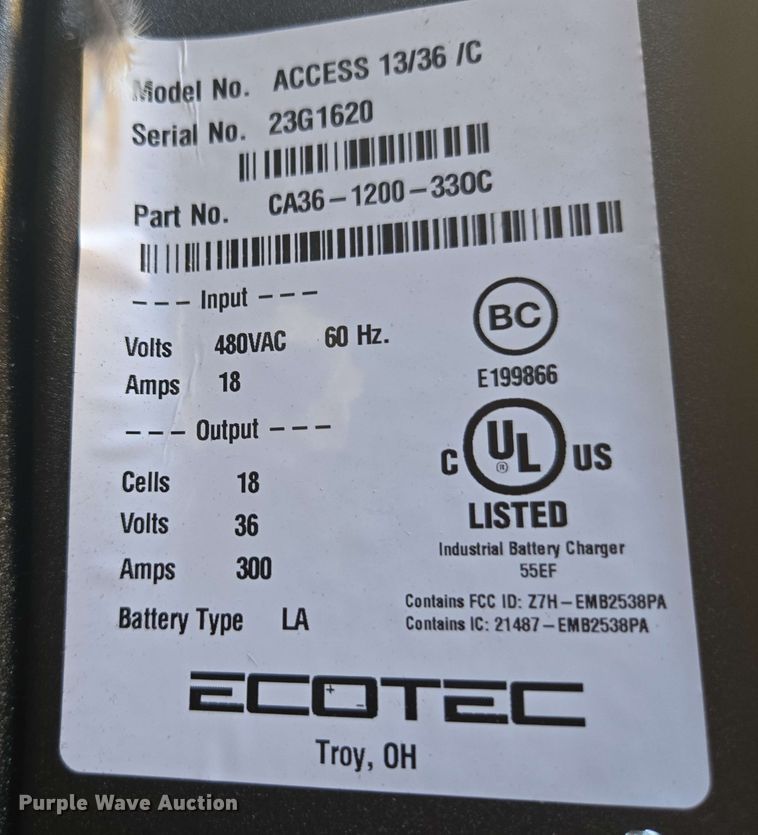 Model No. ACCESS 13/36 /C
Serial No. 23G1620
Part No. CA36-1200-330C
--- Input ---
Volts 480VAC 60 Hz.
Amps 18
BC
E199866
--- Output ---
Cells 18
Volts 36
Amps 300
Battery Type LA
C UL ® US
LISTED
Industrial Battery Charger
55EF
Contains FCC ID: Z7H-EMB2538PA
Contains IC: 21487-EMB2538PA
ECOTEC
Troy, OH
Purple Wave Auction